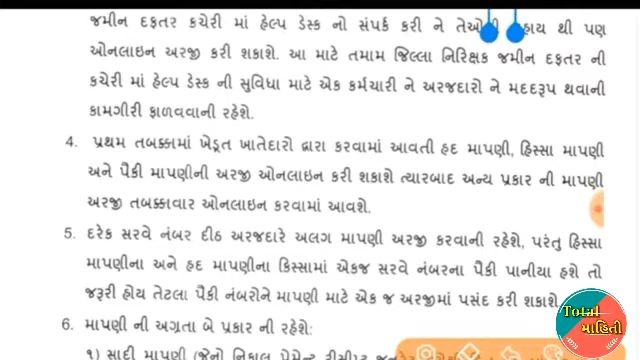 જમીન દફતર કચેરી માં હેલ્પ ડેસ્ક નો સંપર્ક કરી ને થી પણ
ઓનલાઇન અરજી કરી શકાશે. આ માટે તમામ જિલ્લા નિરિક્ષક જમીન દફતર ની
કચેરી માં હેલ્પ ડેસ્ક ની સુવિધા માટે એક કર્મચારી ને અરજદારો ને મદદરૂપ થવાની
કામગીરી ફાળવવાની રહેશે.
4. પ્રથમ તબક્કામાં ખેડૂત ખાતેદારો દ્વારા કરવામાં આવતી હદ માપણી, હિસ્સા માપણી
અને પૈકી માપણીની અરજી ઓનલાઇન કરી શકાશે ત્યારબાદ અન્ય પ્રકાર ની માપણી
અરજી તબક્કાવાર ઓનલાઇન કરવામાં આવશે.
5. દરેક સરવે નંબર દીઠ અરજદારે અલગ માપણી અરજી કરવાની રહેશે, પરંતુ હિસ્સા
માપણીના અને હદ માપણીના કિસ્સામાં એકજ સરવે નંબરના પૈકી પાનીયા હશે તો
જરૂરી હોય તેટલા પૈકી નંબરોને માપણી માટે એક જ અરજીમાં પસંદ કરી શકાશે
6. માપણી ની અગ્રતા બે પ્રકાર ની રહેશે:
૧) સાદી માપણી (જેનો નિકાલ પેમેન્ટ
Total
માહિતી